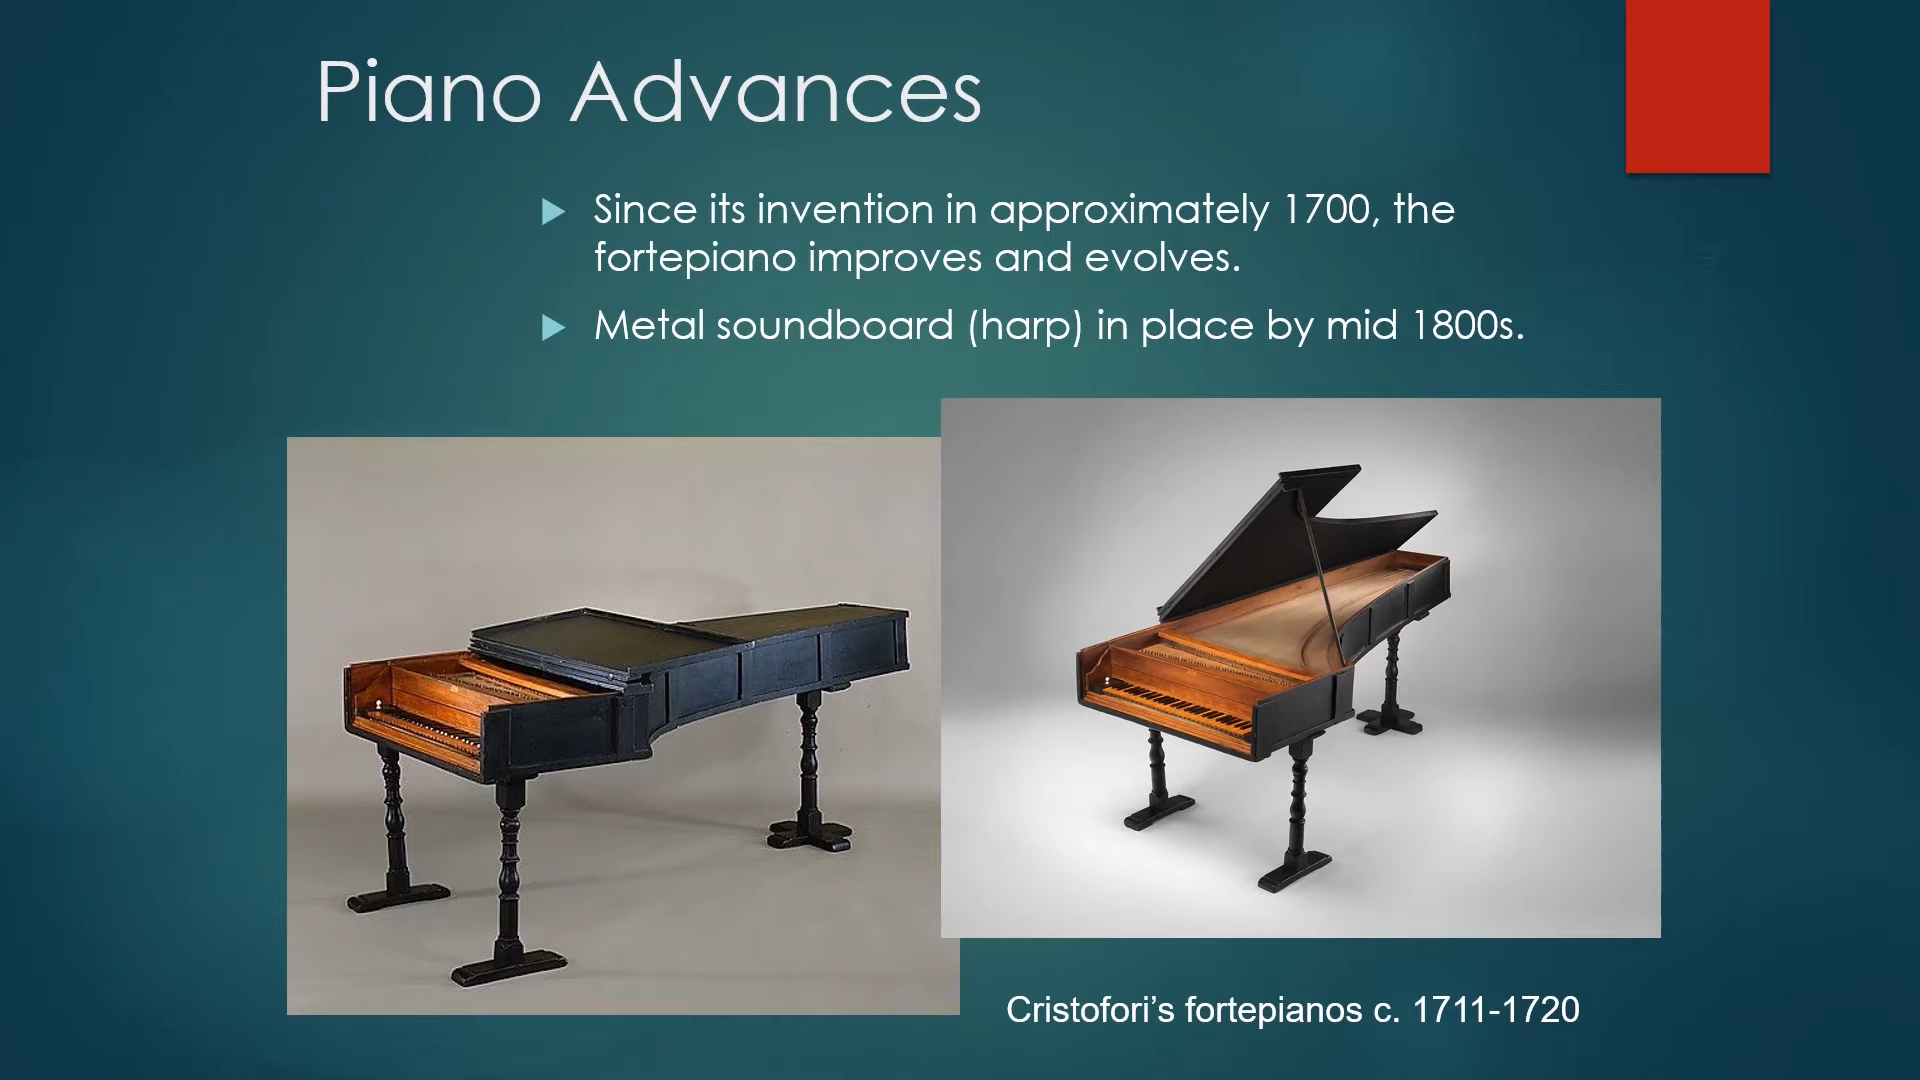 Piano Advances
Since its invention in approximately 1700, the
fortepiano improves and evolves.
Metal soundboard (harp) in place by mid 1800s.
Cristofori’s fortepianos c. 1711-1720